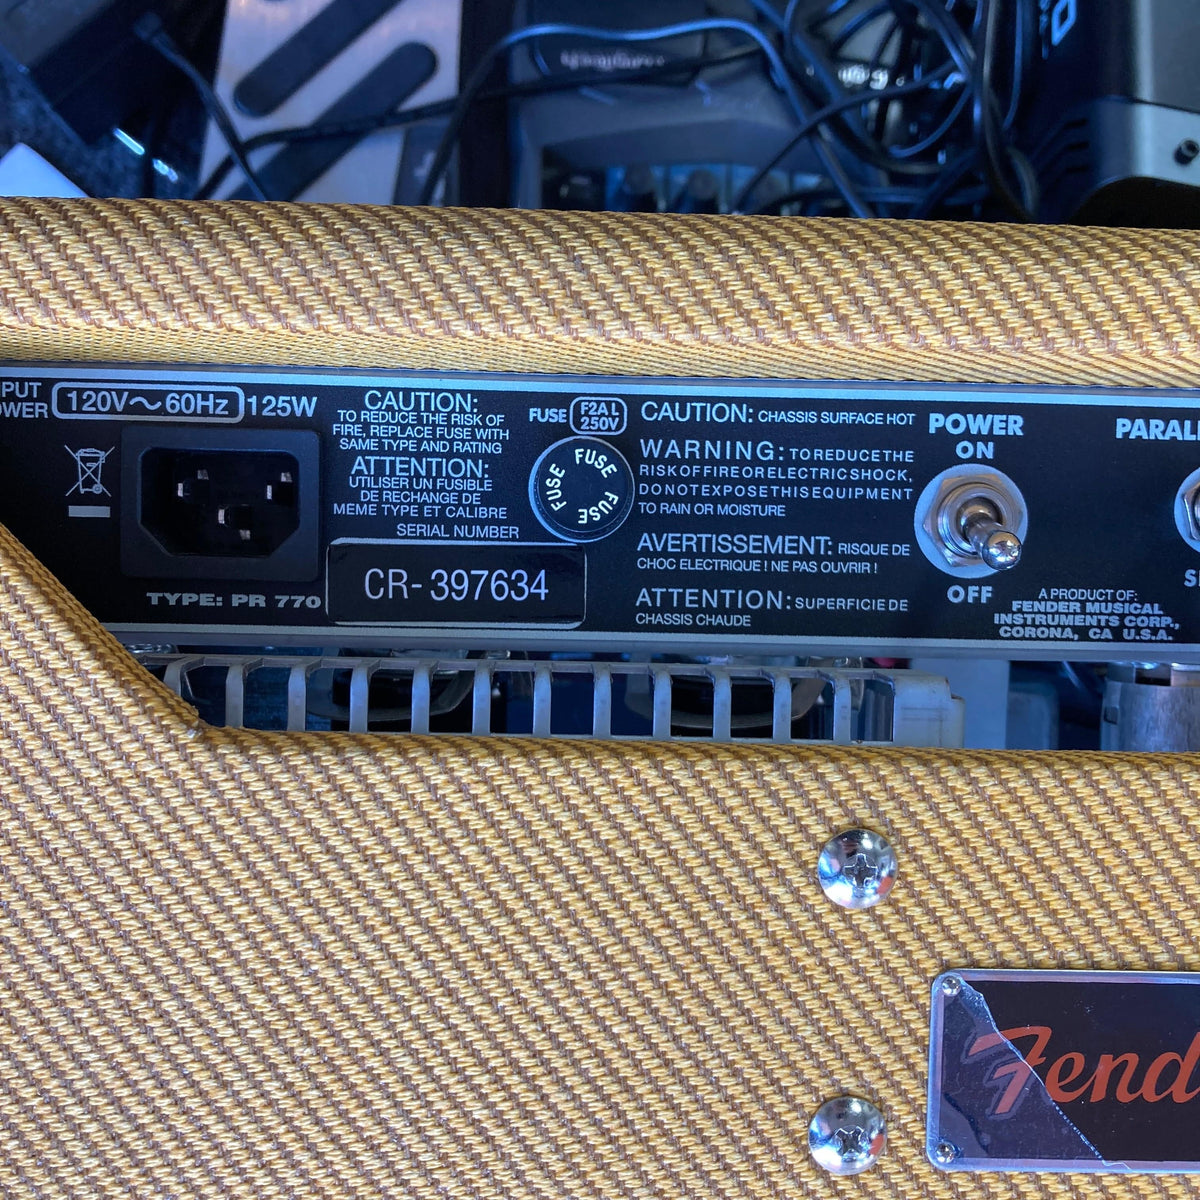 120V～60Hz 125W
CAUTION:
TO REDUCE THE RISK OF
FIRE, REPLACE FUSE WITH
SAME TYPE AND RATING
ATTENTION:
UTILISER UN FUSIBLE
DE RECHANGE DE
MEME TYPE ET CALIBRE
SERIAL NUMBER
CR-397634
TYPE: PR 770
FUSE F2A L
250V
FUSE FUSE FUSE
CAUTION: CHASSIS SURFACE HOT
WARNING: TO REDUCE THE
RISK OF FIRE OR ELECTRIC SHOCK,
DO NOT EXPOSE THIS EQUIPMENT
TO RAIN OR MOISTURE
AVERTISSEMENT: RISQUE DE
CHOC ELECTRIQUE ! NE PAS OUVRIR !
ATTENTION: SUPERFICIE DE
CHASSIS CHAUDE
POWER
ON
OFF
A PRODUCT OF:
FENDER MUSICAL
INSTRUMENTS CORP.,
CORONA, CA U.S.A.